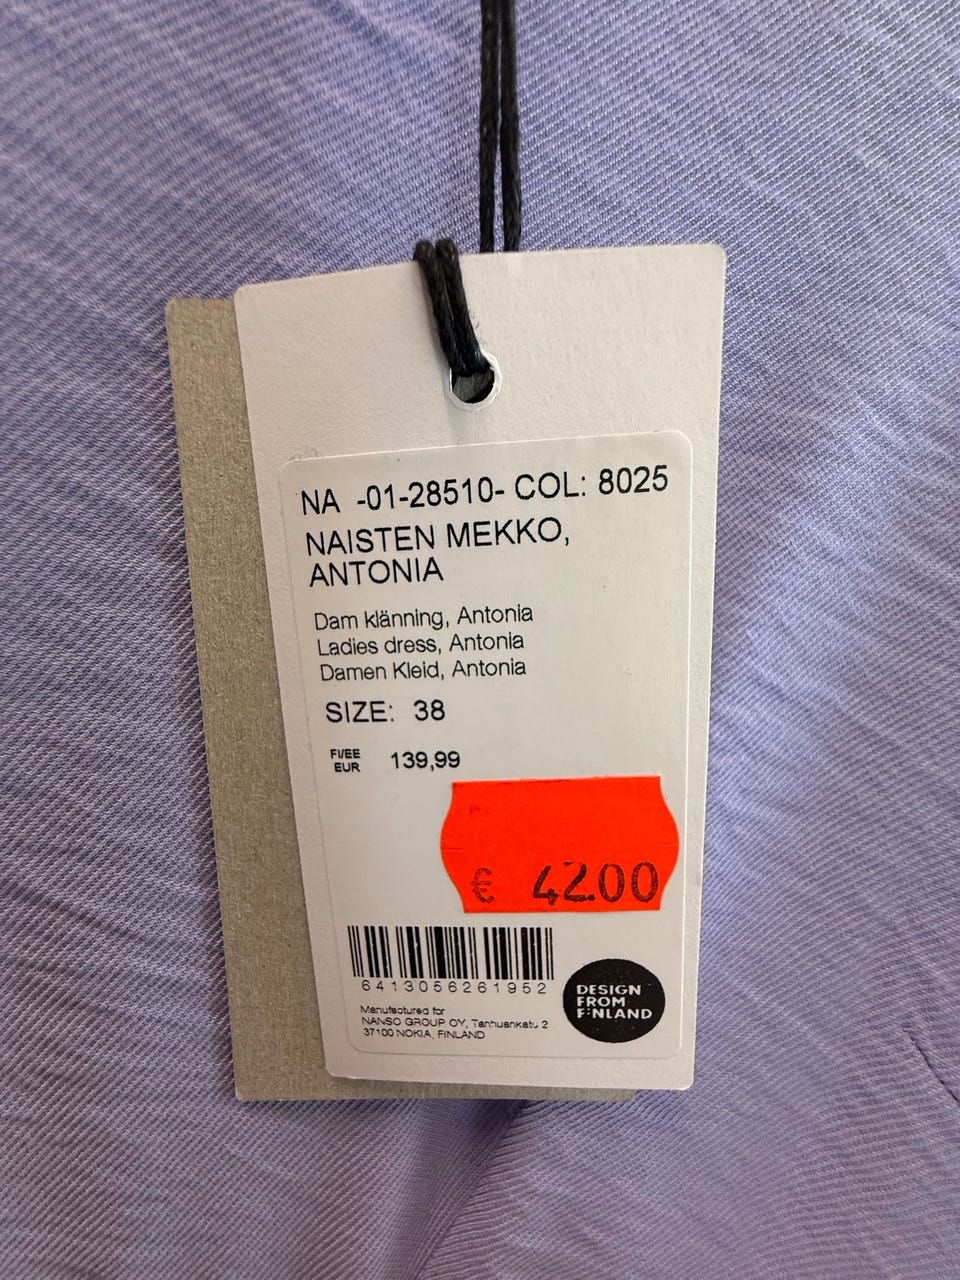 NA -01-28510- COL: 8025
NAISTEN MEKKO,
ANTONIA
Dam klänning, Antonia
Ladies dress, Antonia
Damen Kleid, Antonia
SIZE: 38
FI/EE
EUR 139,99
€ 42.00
6413056261952
Manufactured for
NANSO GROUP OY, Tanhuankatu 2
37100 NOKIA, FINLAND
DESIGN
FROM
FINLAND